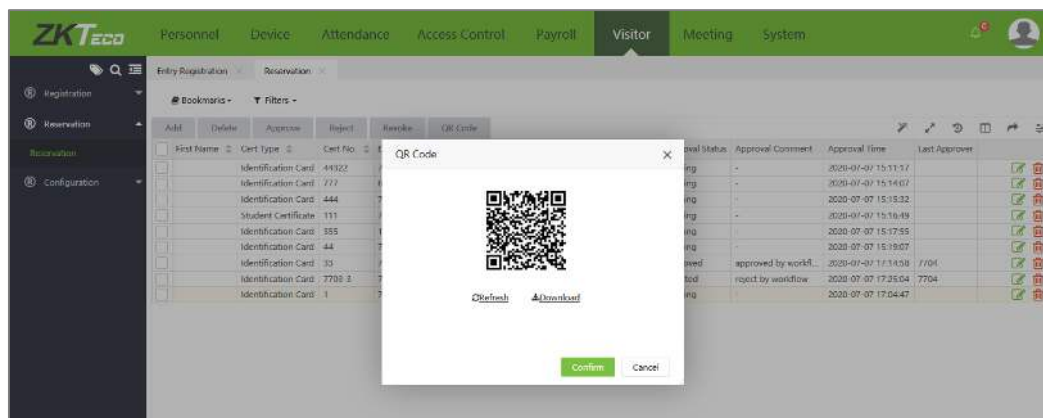 ZKTECO Personnel Device Attendance Access Control Payroll Visitor Meeting System
Entry Registration Reservation
Registration
Bookmarks Filters
Reservation
Add Delete Approve Reject Revoke QR Code
First Name Cert Type Cert No. Approval Comment Approval Time Last Approver
Reservation
Identification Card 44322 - 2020-07-07 15:11:17
Identification Card 777 - 2020-07-07 15:14:07
Configuration
Identification Card 444 - 2020-07-07 15:15:32
Student Certificate 111 - 2020-07-07 15:16:49
Identification Card 555 - 2020-07-07 15:17:55
Identification Card 44 - 2020-07-07 15:19:07
Identification Card 33 approved by workfl... 2020-07-07 17:14:58 7704
Identification Card reject by workflow 2020-07-07 17:25:04 7704
Identification Card 1 - 2020-07-07 17:04:47
QR Code
Refresh Download
Confirm Cancel